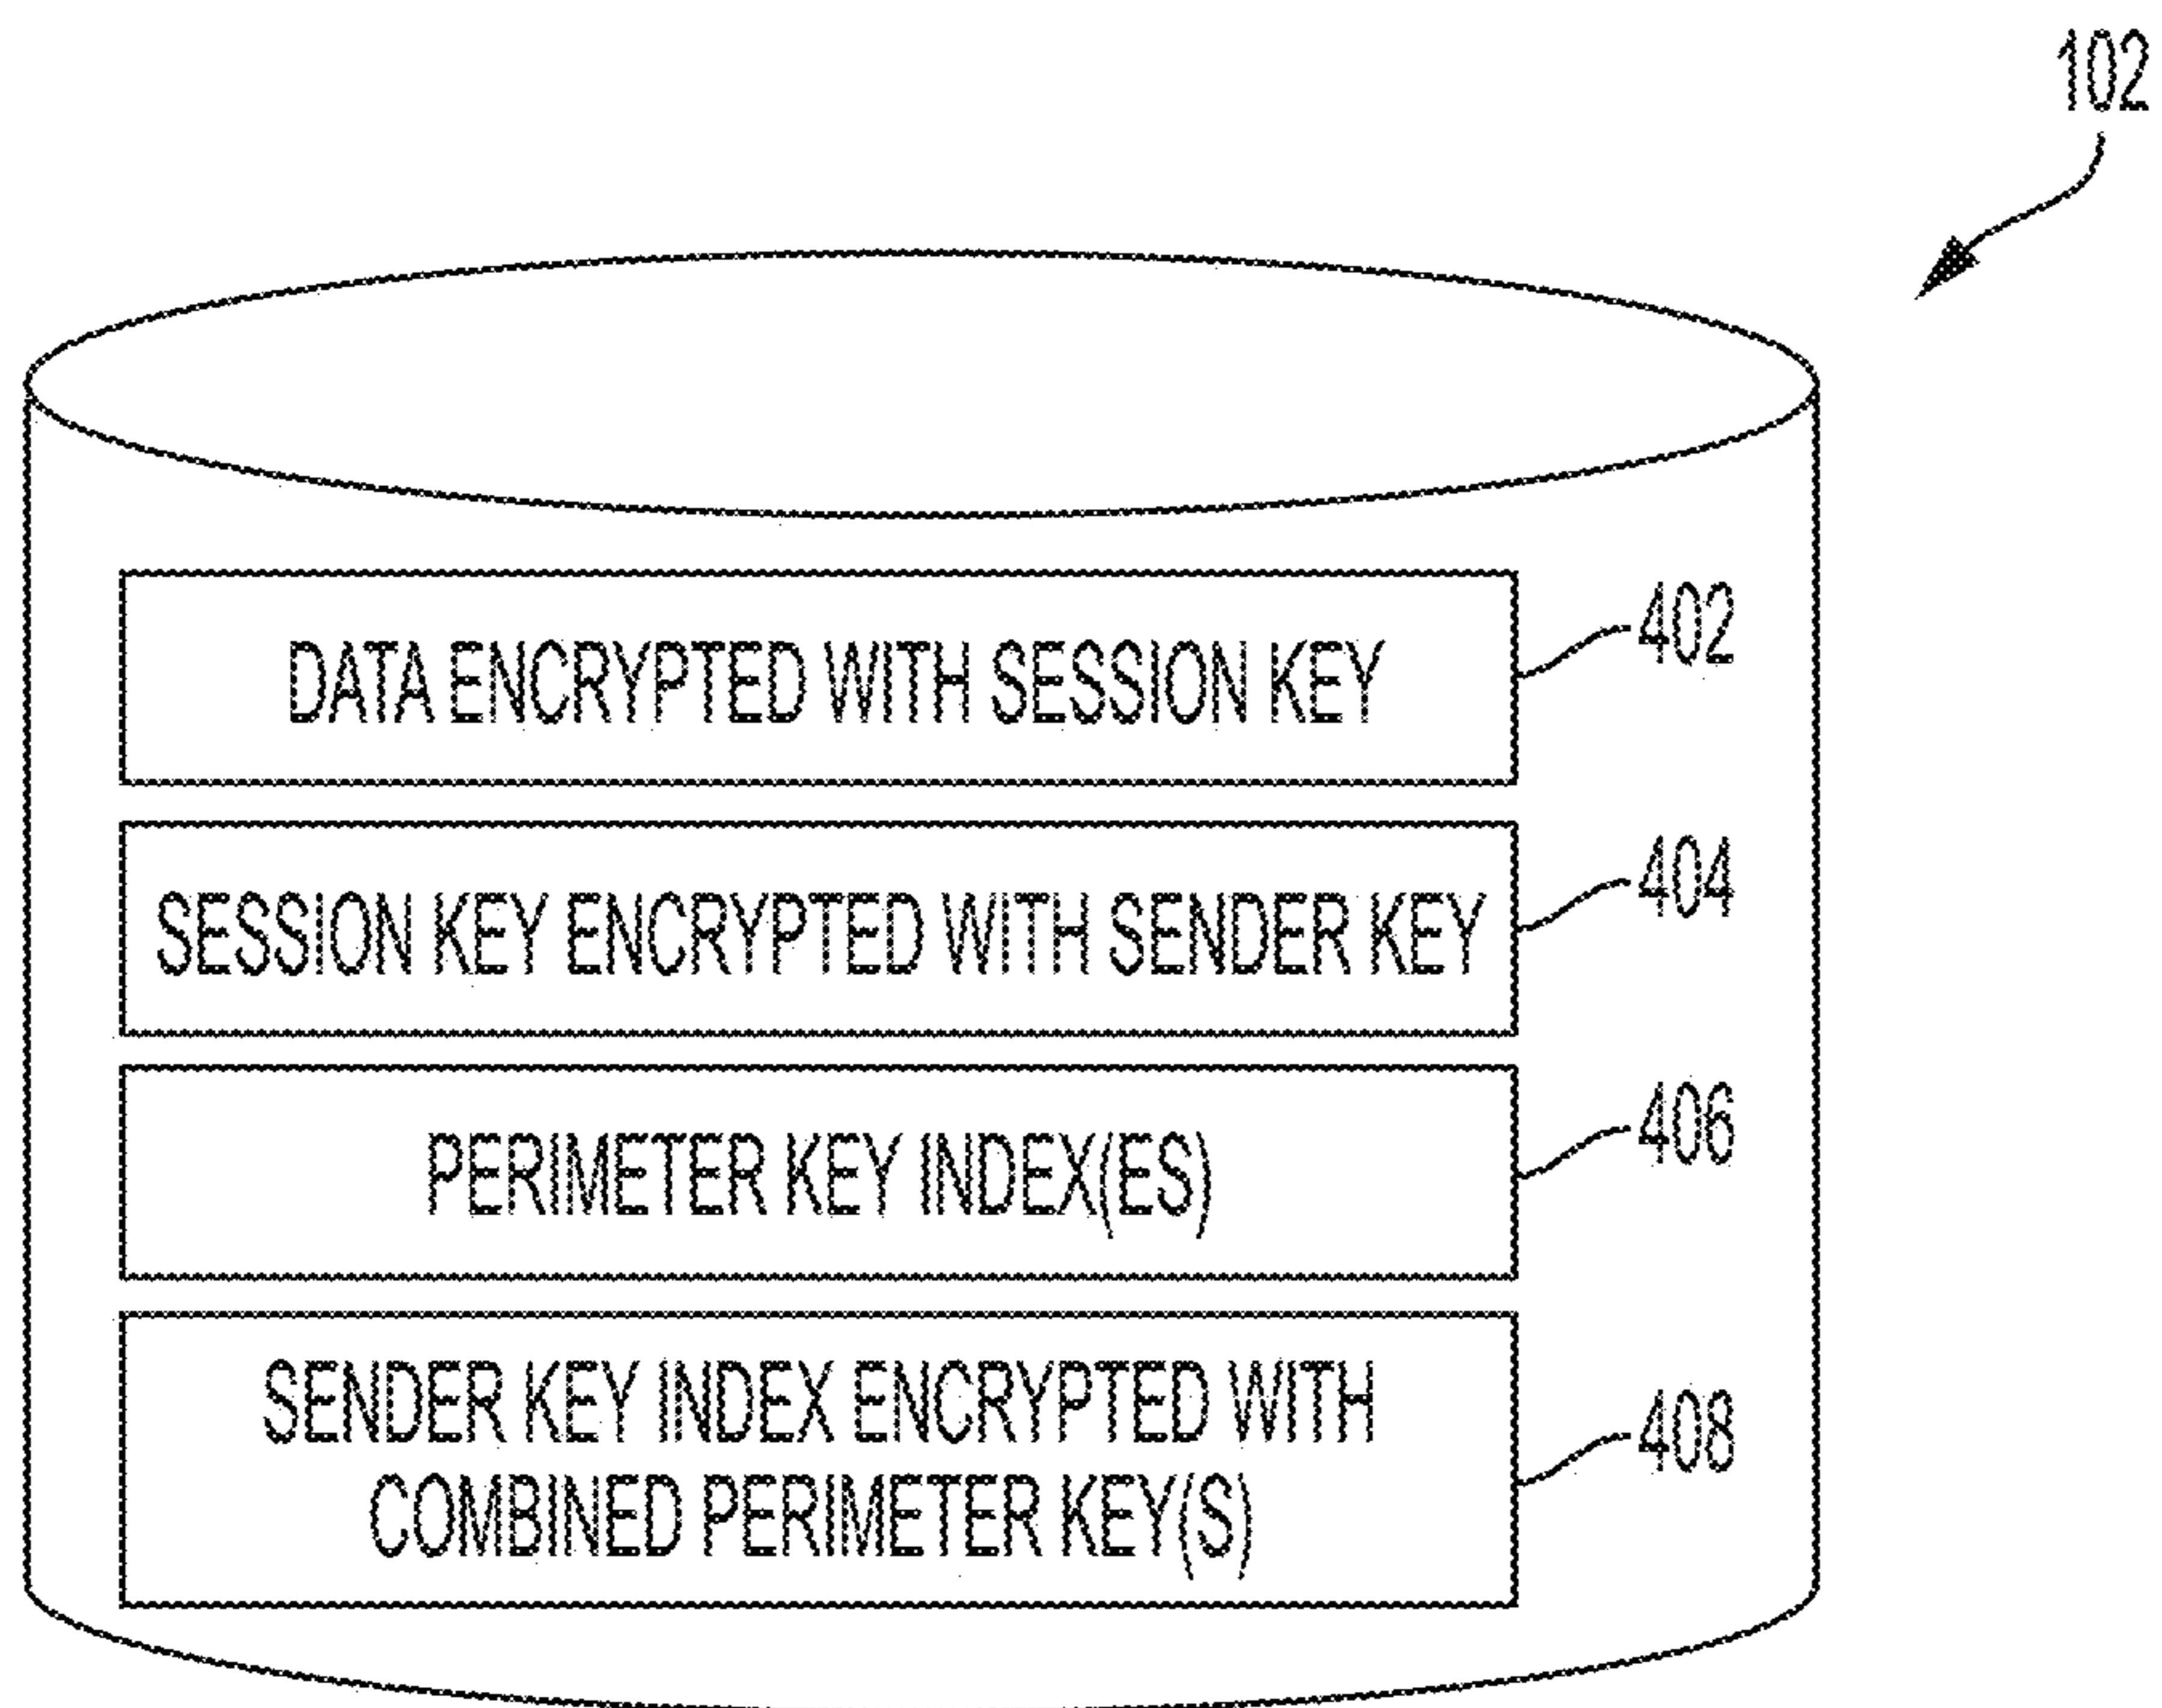 102
DATA ENCRYPTED WITH SESSION KEY
402
SESSION KEY ENCRYPTED WITH SENDER KEY
404
PERIMETER KEY INDEX(ES)
406
SENDER KEY INDEX ENCRYPTED WITH
COMBINED PERIMETER KEY(S)
408